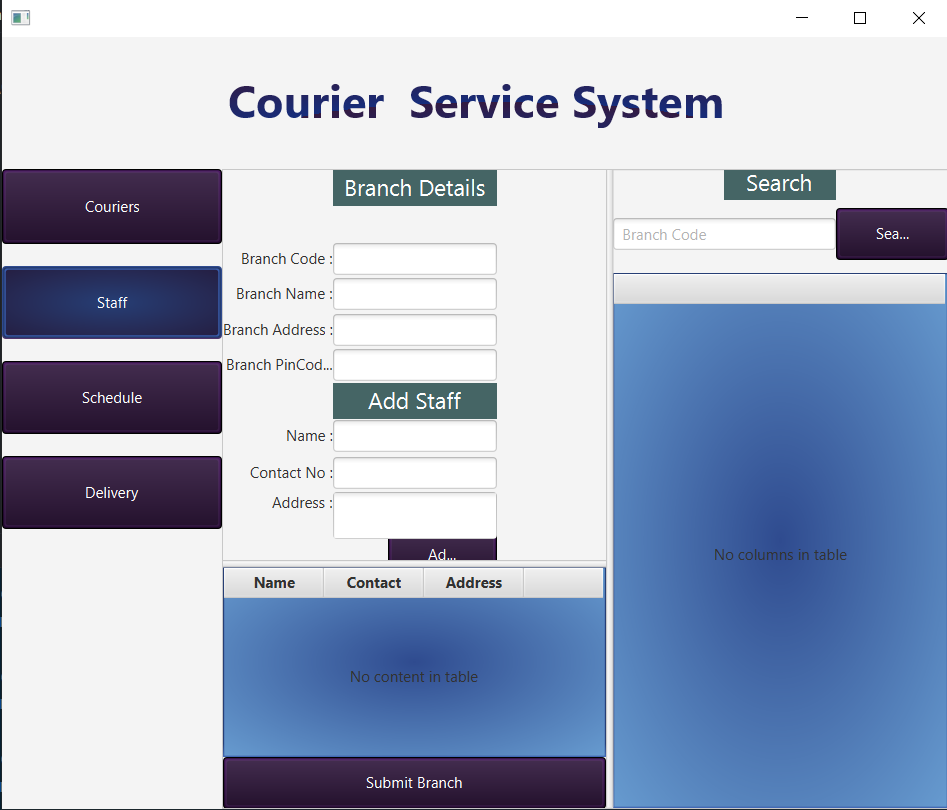 Courier  Service System
Couriers
Staff
Schedule
Delivery
Branch Details
Branch Code :
Branch Name :
Branch Address :
Branch PinCod...
Add Staff
Name :
Contact No :
Address :
Ad...
Name Contact Address
No content in table
Submit Branch
Search
Branch Code Sea...
No columns in table